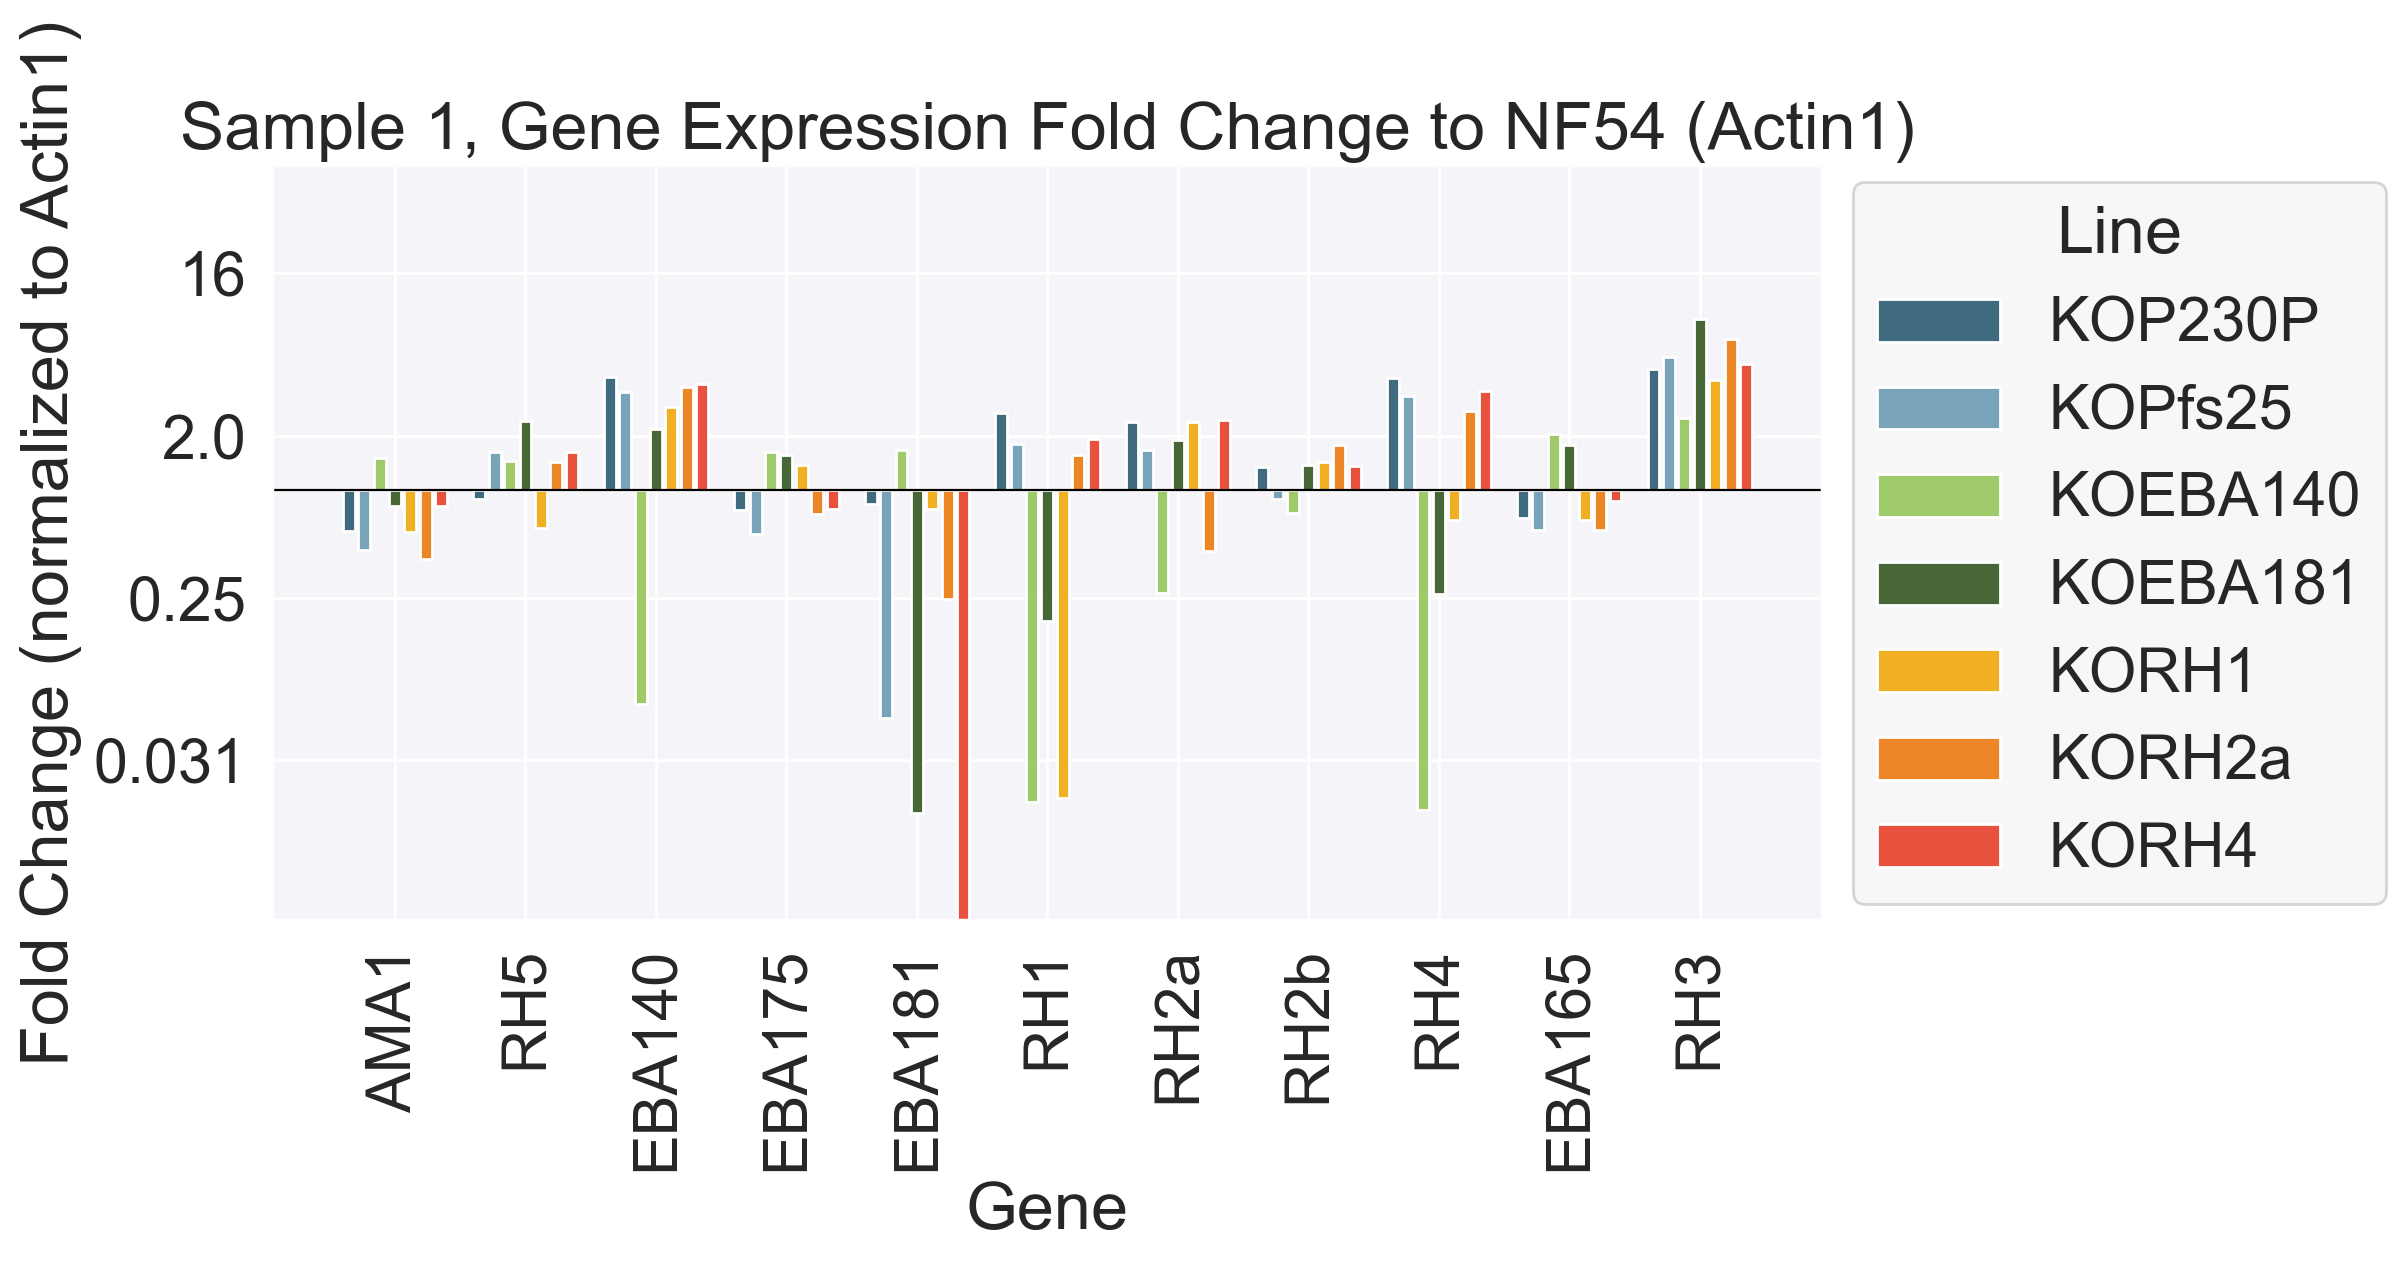 Sample 1, Gene Expression Fold Change to NF54 (Actin1)
Fold Change (normalized to Actin1)
16
2.0
0.25
0.031
AMA1
RH5
EBA140
EBA175
EBA181
RH1
RH2a
RH2b
RH4
EBA165
RH3
Gene
Line
KOP230P
KOPfs25
KOEBA140
KOEBA181
KORH1
KORH2a
KORH4